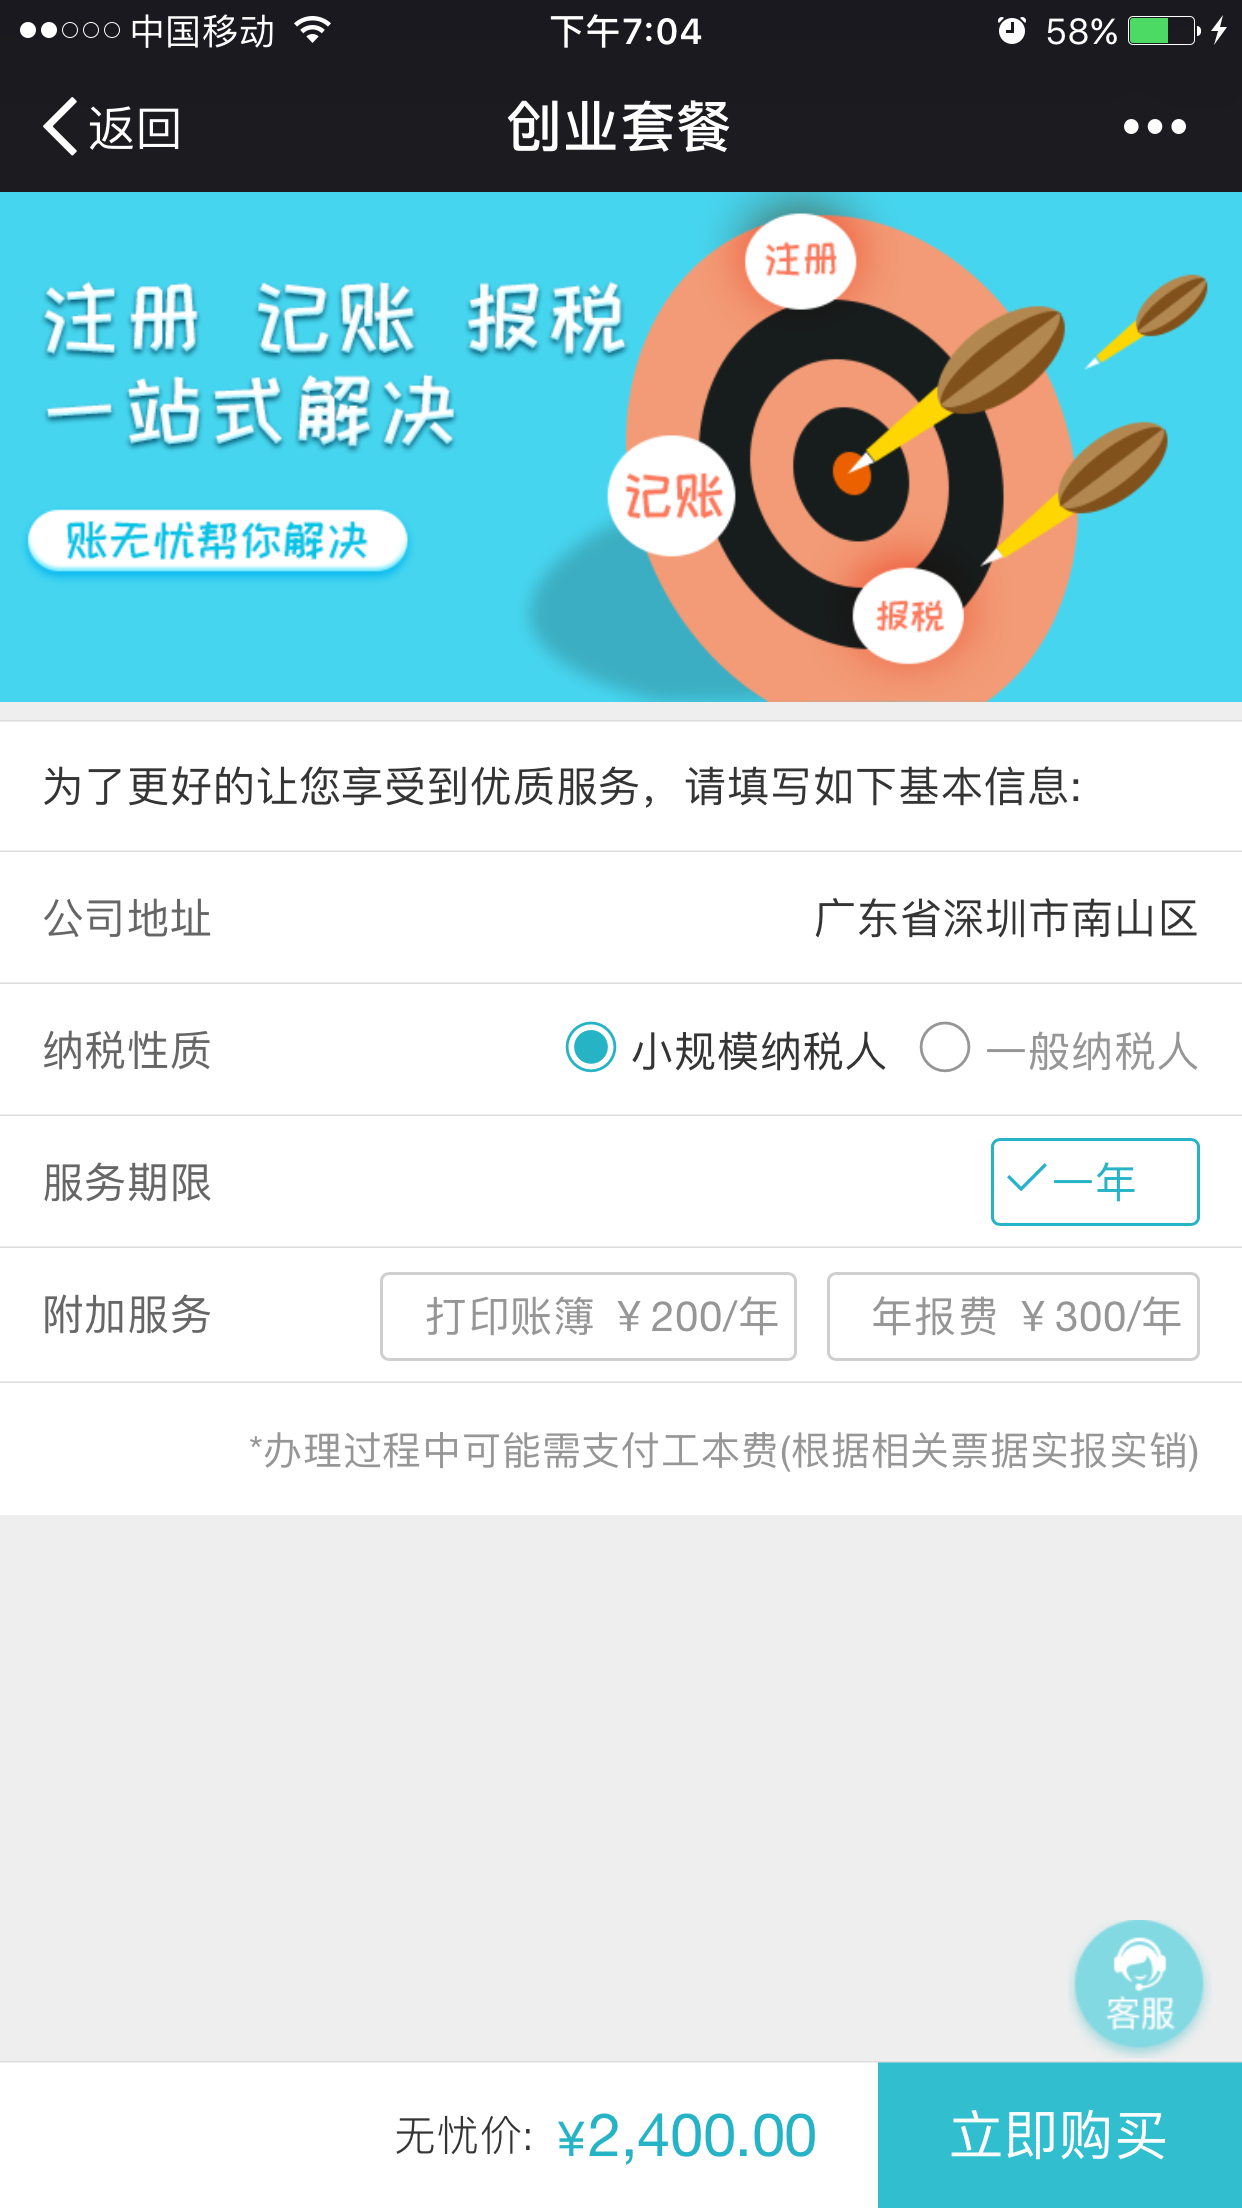 中国移动 下午7:04 58%
返回 创业套餐
注册
注册 记账 报税
一站式解决
记账
账无忧帮你解决
报税
为了更好的让您享受到优质服务，请填写如下基本信息:
公司地址 广东省深圳市南山区
纳税性质 小规模纳税人 一般纳税人
服务期限 一年
附加服务 打印账簿 ¥200/年 年报费 ¥300/年
*办理过程中可能需支付工本费(根据相关票据实报实销)
客服
无忧价: ¥2,400.00 立即购买